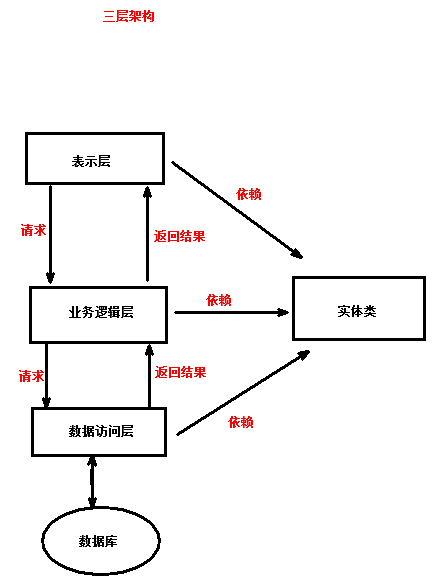 三层架构
表示层
依赖
请求
返回结果
业务逻辑层
依赖
实体类
请求
返回结果
数据访问层
依赖
数据库